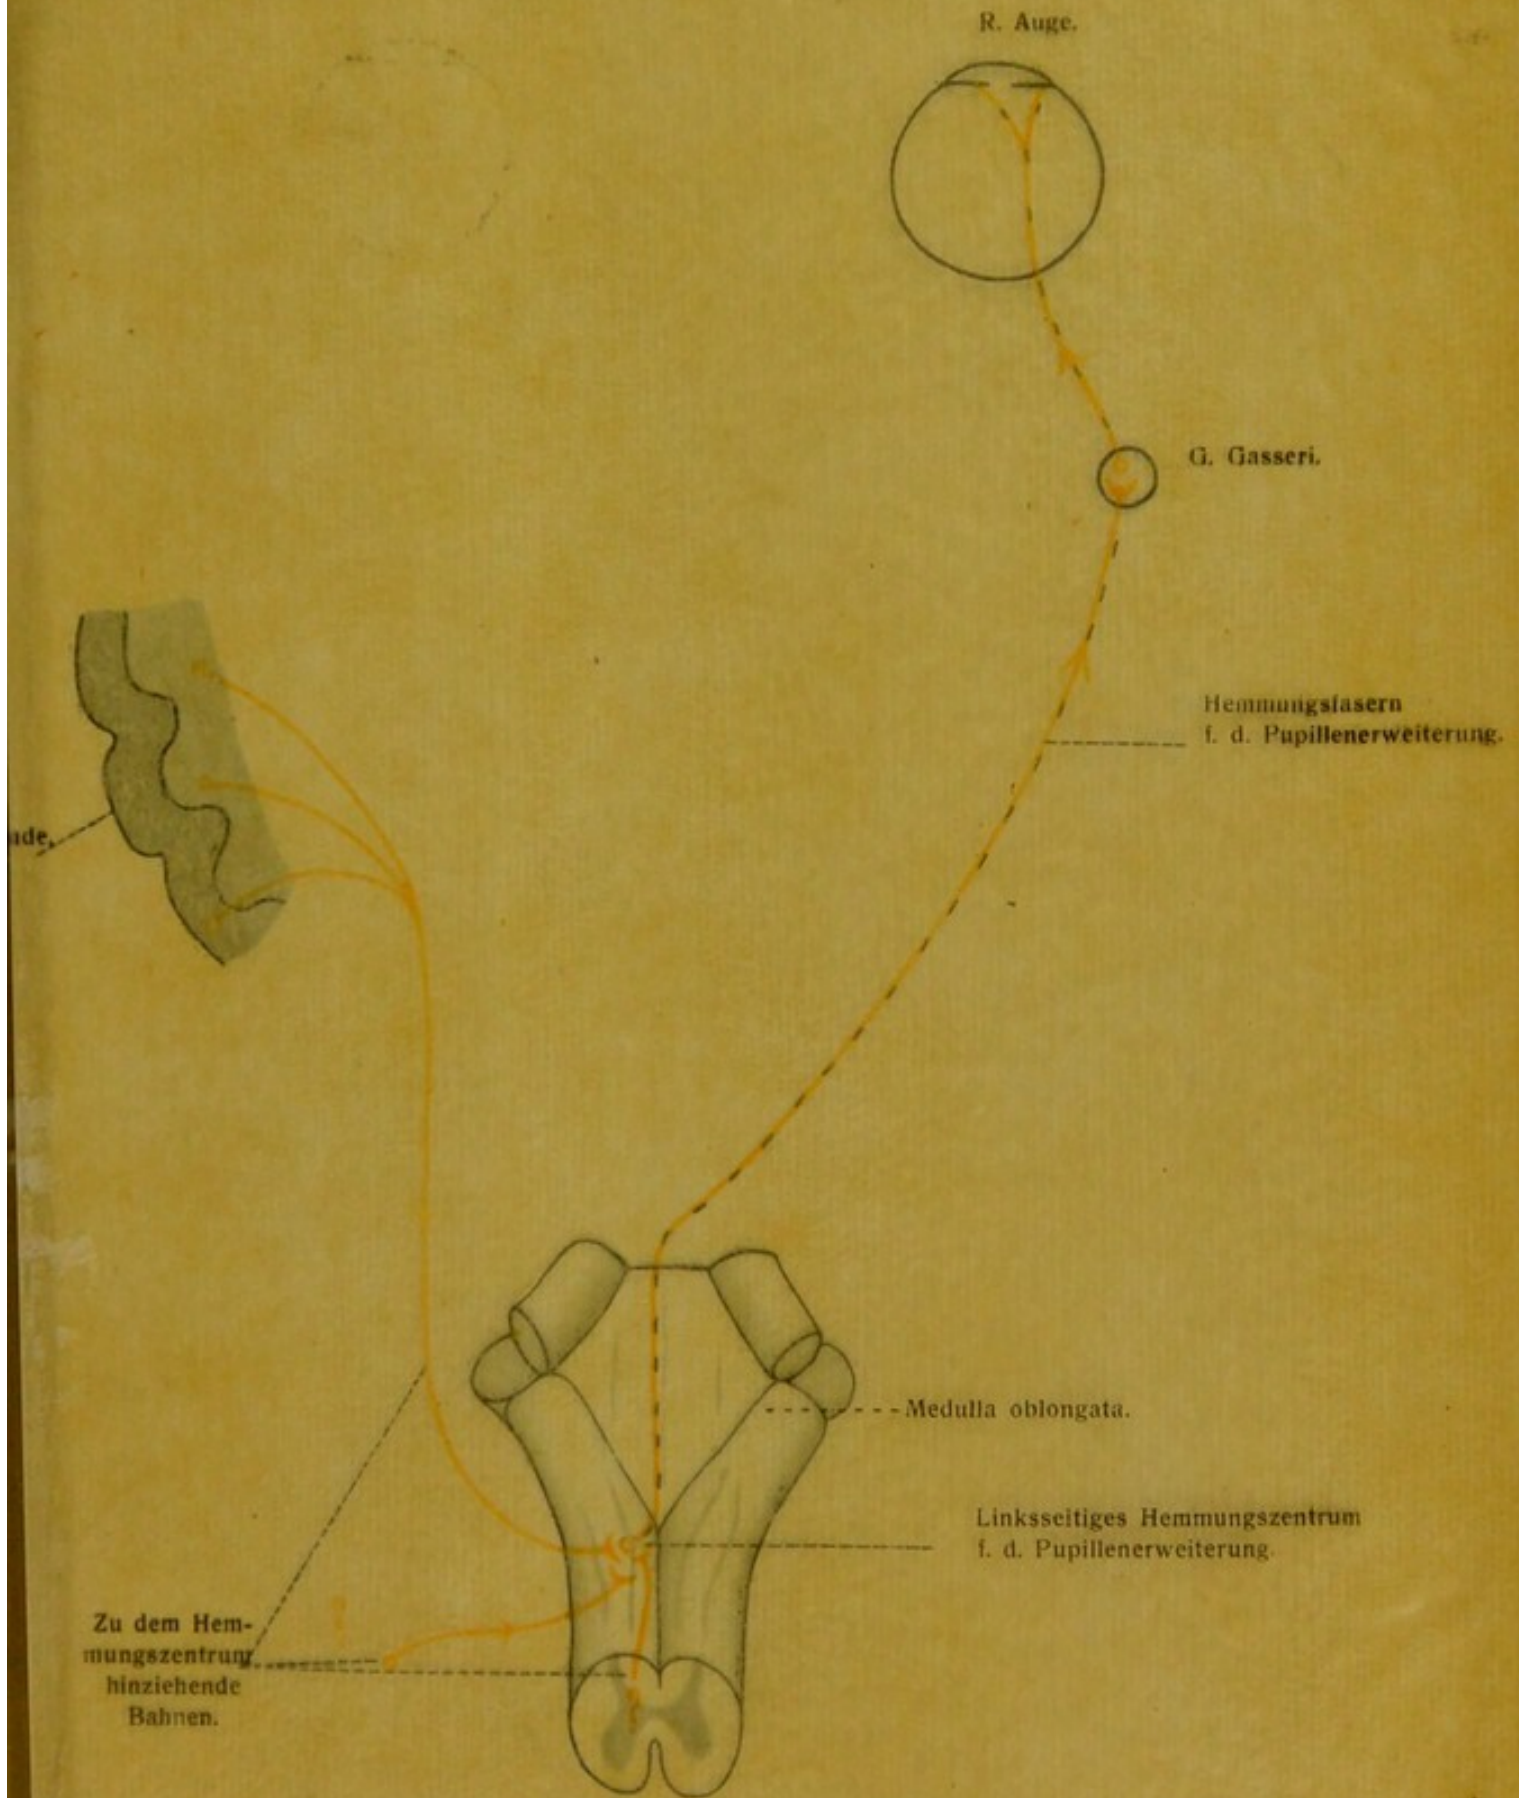 R. Auge.
G. Gasseri.
Hemmungsfasern
f. d. Pupillenerweiterung.
Medulla oblongata.
Linksseitiges Hemmungszentrum
f. d. Pupillenerweiterung.
Zu dem Hem-
mungszentrum
hinziehende
Bahnen.